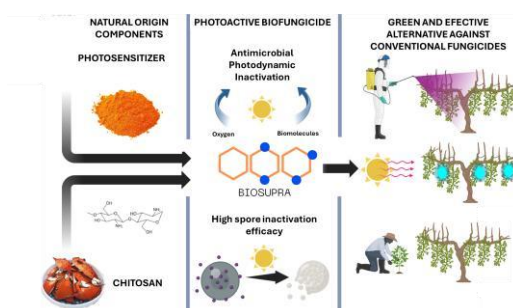 NATURAL ORIGIN
COMPONENTS
PHOTOSENSITIZER
CHITOSAN
PHOTOACTIVE BIOFUNGICIDE
Antimicrobial
Photodynamic
Inactivation
Oxygen
Biomolecules
BIOSUPRA
High spore inactivation
efficacy
GREEN AND EFECTIVE
ALTERNATIVE AGAINST
CONVENTIONAL FUNGICIDES